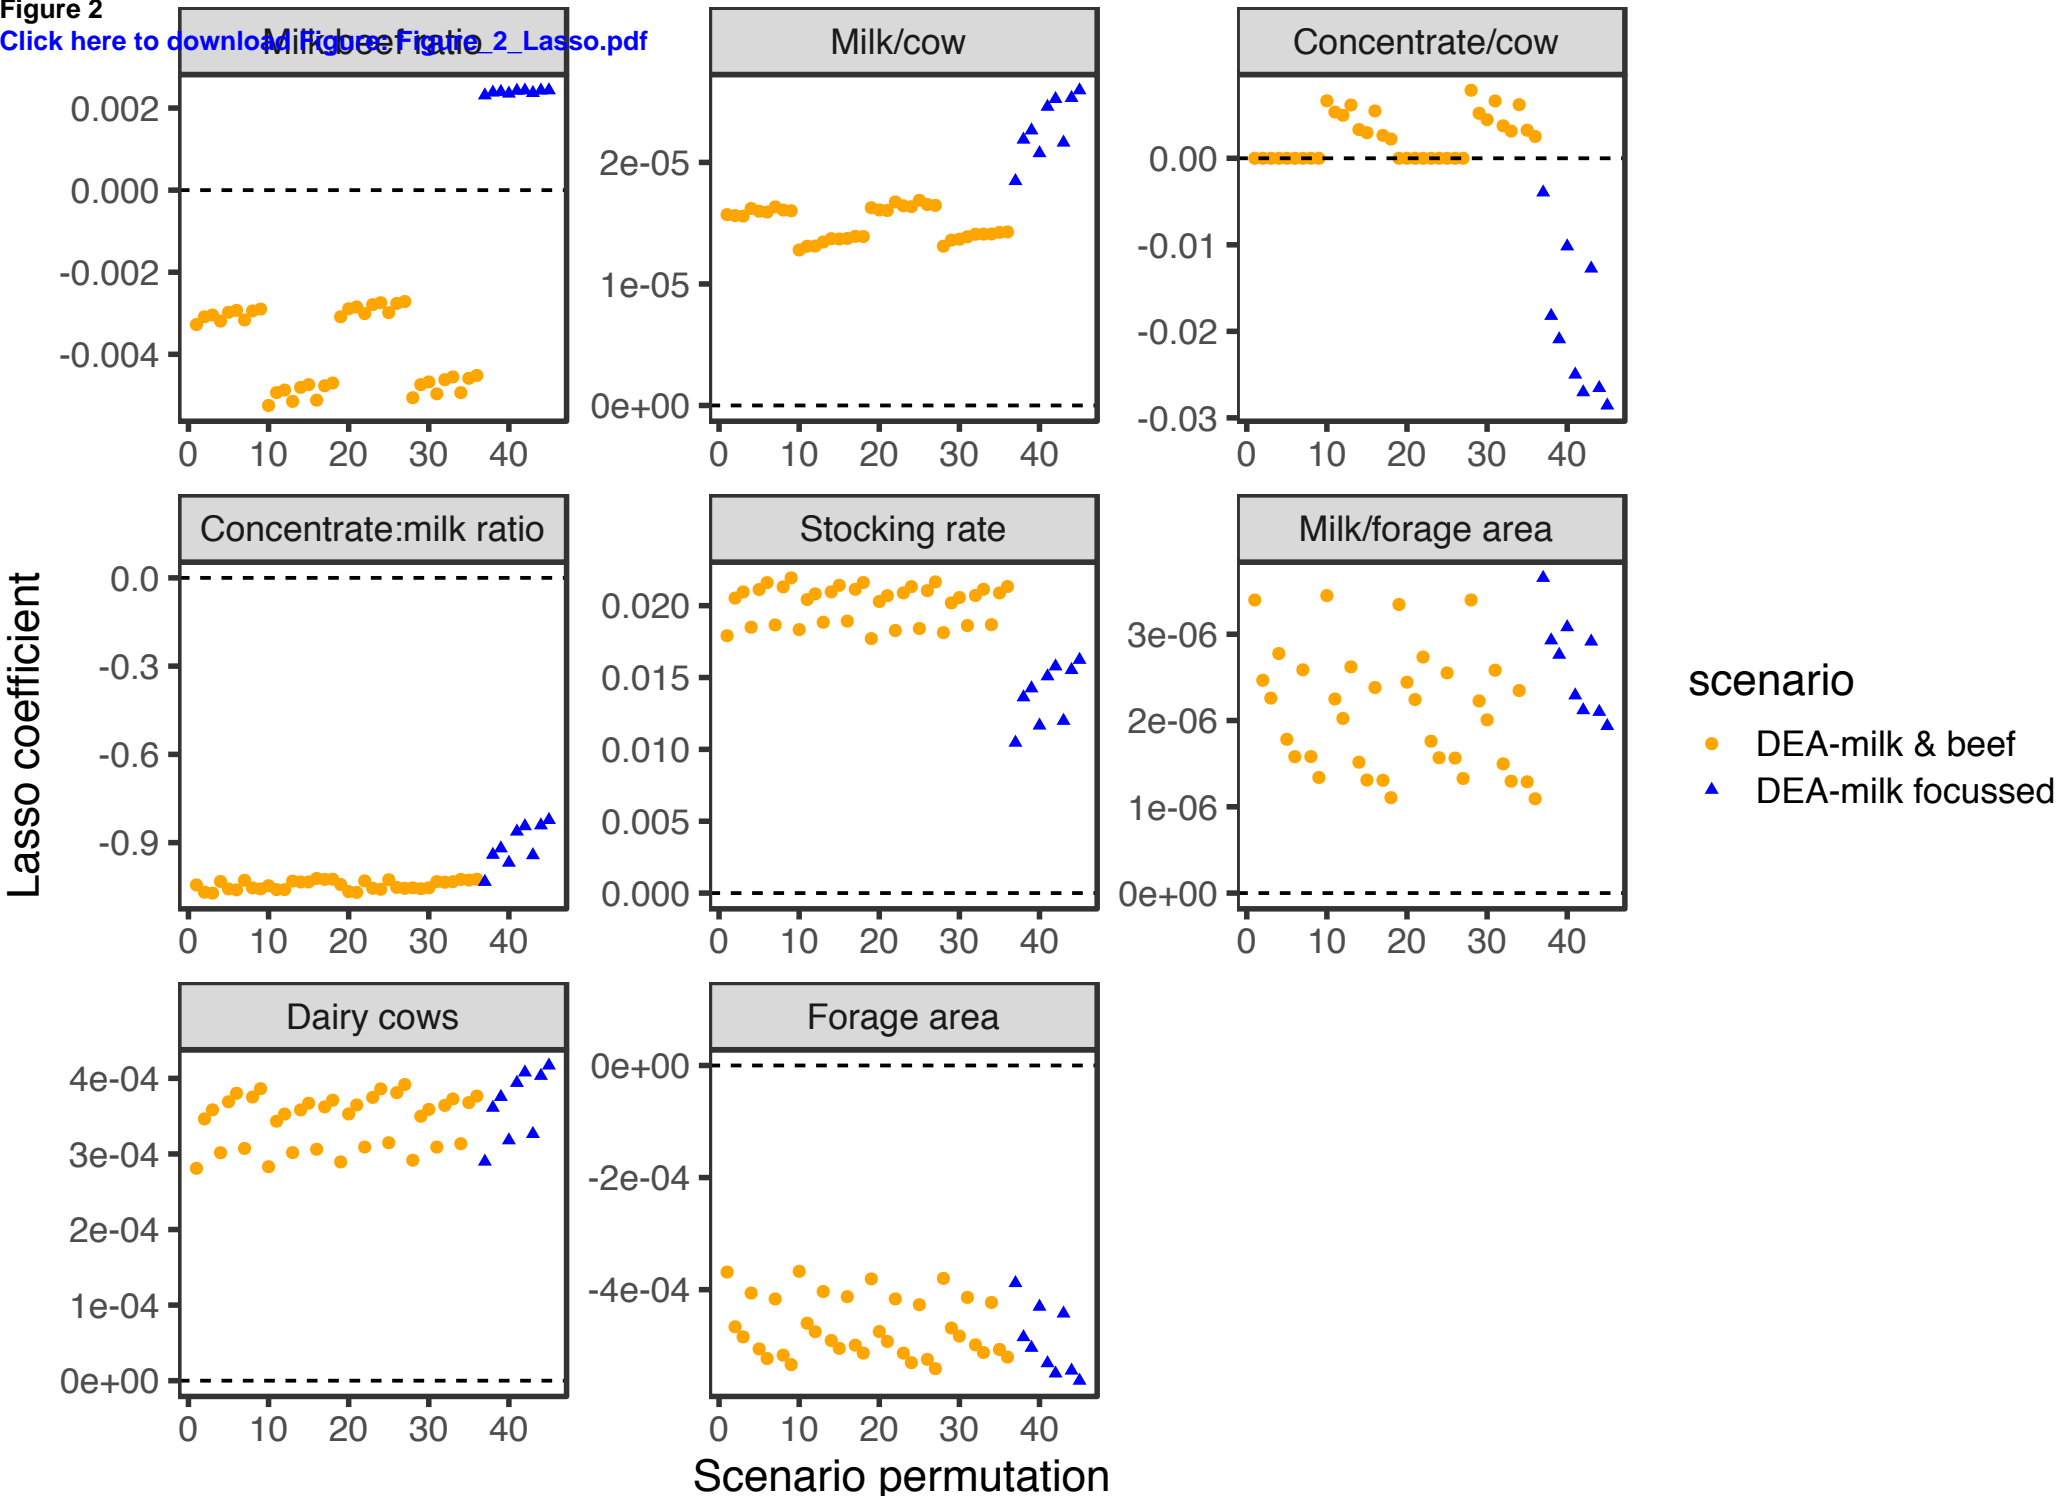 Figure 2
Click here to download Figure: Figure_2_Lasso.pdf
Milk:beef ratio
Milk/cow
Concentrate/cow
0.002
0.000
-0.002
-0.004
0 10 20 30 40
2e-05
1e-05
0e+00
0 10 20 30 40
0.00
-0.01
-0.02
-0.03
0 10 20 30 40
Lasso coefficient
Concentrate:milk ratio
Stocking rate
Milk/forage area
0.0
-0.3
-0.6
-0.9
0 10 20 30 40
0.020
0.015
0.010
0.005
0.000
0 10 20 30 40
3e-06
2e-06
1e-06
0e+00
0 10 20 30 40
scenario
DEA-milk & beef
DEA-milk focussed
Dairy cows
Forage area
4e-04
3e-04
2e-04
1e-04
0e+00
0 10 20 30 40
0e+00
-2e-04
-4e-04
0 10 20 30 40
Scenario permutation